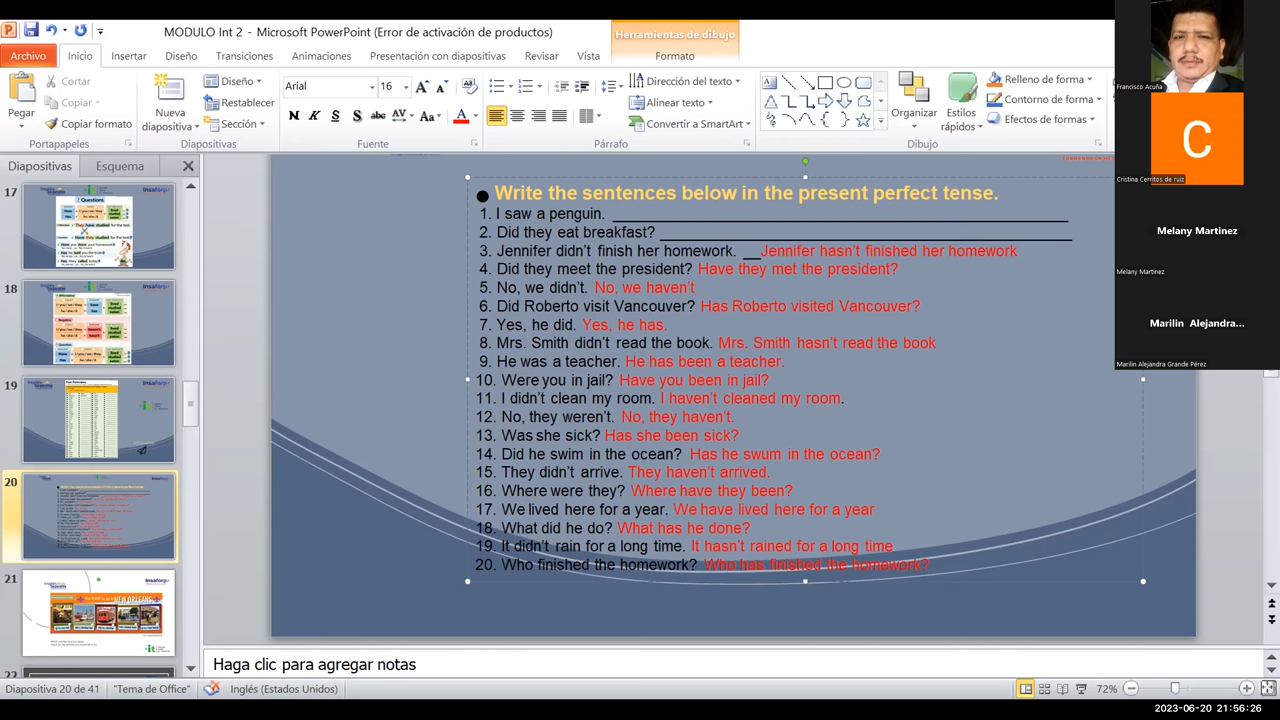 MODULO Int 2 - Microsoft PowerPoint (Error de activación de productos)
Herramientas de dibujo
Archivo Inicio Insertar Diseño Transiciones Animaciones Presentación con diapositivas Revisar Vista Formato
Pegar
Cortar
Copiar
Copiar formato
Portapapeles
Nueva diapositiva
Diseño
Restablecer
Sección
Diapositivas
Arial 16
N K S S abc AV Aa A
Fuente
Dirección del texto
Alinear texto
Convertir a SmartArt
Párrafo
Organizar
Estilos rápidos
Relleno de forma
Contorno de forma
Efectos de formas
Dibujo
Diapositivas Esquema
17
18
19
20
21
NEW ORLEANS
22
Write the sentences below in the present perfect tense.
1. I saw a penguin. ____
2. Did they eat breakfast? ____
3. Jennifer didn't finish her homework. __Jennifer hasn't finished her homework
4. Did they meet the president? Have they met the president?
5. No, we didn't. No, we haven't
6. Did Roberto visit Vancouver? Has Roberto visited Vancouver?
7. Yes, he did. Yes, he has.
8. Mrs. Smith didn't read the book. Mrs. Smith hasn't read the book
9. He was a teacher. He has been a teacher.
10. Were you in jail? Have you been in jail?
11. I didn't clean my room. I haven't cleaned my room.
12. No, they weren't. No, they haven't.
13. Was she sick? Has she been sick?
14. Did he swim in the ocean? Has he swum in the ocean?
15. They didn't arrive. They haven't arrived.
16. Where were they? Where have they been?
17. We lived here for a year. We have lived here for a year
18. What did he do? What has he done?
19. It didn't rain for a long time. It hasn't rained for a long time
20. Who finished the homework? Who has finished the homework?
Haga clic para agregar notas
Diapositiva 20 de 41 "Tema de Office" Inglés (Estados Unidos) 72%
Francisco Acuña
C
Cristina Cerritos de ruiz
Melany Martinez
Melany Martinez
Marilin Alejandra...
Marilin Alejandra Grande Pérez
2023-06-20 21:56:26